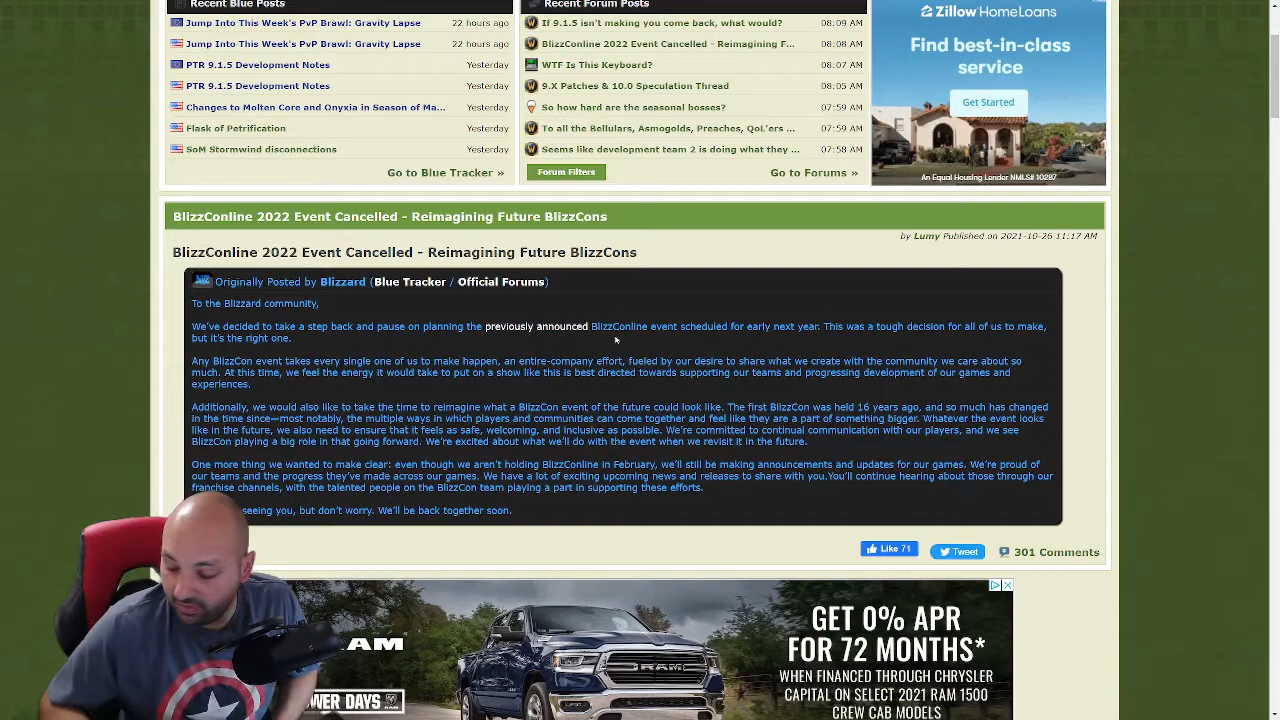 Recent Blue Posts
Jump Into This Week's PvP Brawl: Gravity Lapse 22 hours ago
Jump Into This Week's PvP Brawl: Gravity Lapse 22 hours ago
PTR 9.1.5 Development Notes Yesterday
PTR 9.1.5 Development Notes Yesterday
Changes to Molten Core and Onyxia in Season of Ma... Yesterday
Flask of Petrification Yesterday
SoM Stormwind disconnections Yesterday
Go to Blue Tracker »
Recent Forum Posts
If 9.1.5 isn't making you come back, what would? 08:09 AM
BlizzConline 2022 Event Cancelled - Reimagining F... 08:08 AM
WTF Is This Keyboard? 08:07 AM
9.X Patches & 10.0 Speculation Thread 08:05 AM
So how hard are the seasonal bosses? 07:59 AM
To all the Bellulars, Asmogolds, Preaches, QoL'ers ... 07:59 AM
Seems like development team 2 is doing what they ... 07:58 AM
Forum Filters Go to Forums »
Zillow HomeLoans
Find best-in-class
service
Get Started
An Equal Housing Lender NMLS# 10287
BlizzConline 2022 Event Cancelled - Reimagining Future BlizzCons
by Lumy Published on 2021-10-26 11:17 AM
BlizzConline 2022 Event Cancelled - Reimagining Future BlizzCons
Originally Posted by Blizzard (Blue Tracker / Official Forums)
To the Blizzard community,
We've decided to take a step back and pause on planning the previously announced BlizzConline event scheduled for early next year. This was a tough decision for all of us to make,
but it's the right one.
Any BlizzCon event takes every single one of us to make happen, an entire-company effort, fueled by our desire to share what we create with the community we care about so
much. At this time, we feel the energy it would take to put on a show like this is best directed towards supporting our teams and progressing development of our games and
experiences.
Additionally, we would also like to take the time to reimagine what a BlizzCon event of the future could look like. The first BlizzCon was held 16 years ago, and so much has changed
in the time since—most notably, the multiple ways in which players and communities can come together and feel like they are a part of something bigger. Whatever the event looks
like in the future, we also need to ensure that it feels as safe, welcoming, and inclusive as possible. We're committed to continual communication with our players, and we see
BlizzCon playing a big role in that going forward. We're excited about what we'll do with the event when we revisit it in the future.
One more thing we wanted to make clear: even though we aren't holding BlizzConline in February, we'll still be making announcements and updates for our games. We're proud of
our teams and the progress they've made across our games. We have a lot of exciting upcoming news and releases to share with you.You'll continue hearing about those through our
franchise channels, with the talented people on the BlizzCon team playing a part in supporting these efforts.
seeing you, but don't worry. We'll be back together soon.
Like 71 Tweet 301 Comments
RAM
POWER DAYS
RAM
GET 0% APR
FOR 72 MONTHS*
WHEN FINANCED THROUGH CHRYSLER
CAPITAL ON SELECT 2021 RAM 1500
CREW CAB MODELS